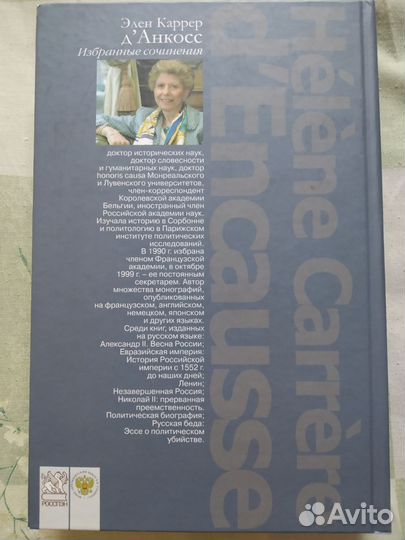 Элен Каррер
д'Анкосс
Избранные сочинения
доктор исторических наук,
доктор словесности
и гуманитарных наук, доктор
honoris causa Монреальского
и Лувенского университетов,
член-корреспондент
Королевской академии
Бельгии, иностранный член
Российской академии наук.
Изучала историю в Сорбонне
и политологию в Парижском
институте политических
исследований.
В 1990 г. избрана
членом Французской
академии, в октябре
1999 г. – ее постоянным
секретарем. Автор
множества монографий,
опубликованных
на французском, английском,
немецком, японском
и других языках.
Среди книг, изданных
на русском языке:
Александр II. Весна России;
Евразийская империя:
История Российской
империи с 1552 г.
до наших дней;
Ленин;
Незавершенная Россия;
Николай II: прерванная
преемственность.
Политическая биография;
Русская беда:
Эссе о политическом
убийстве.
Hélène Carrère
d'Encausse
РОССПЭН
Avito